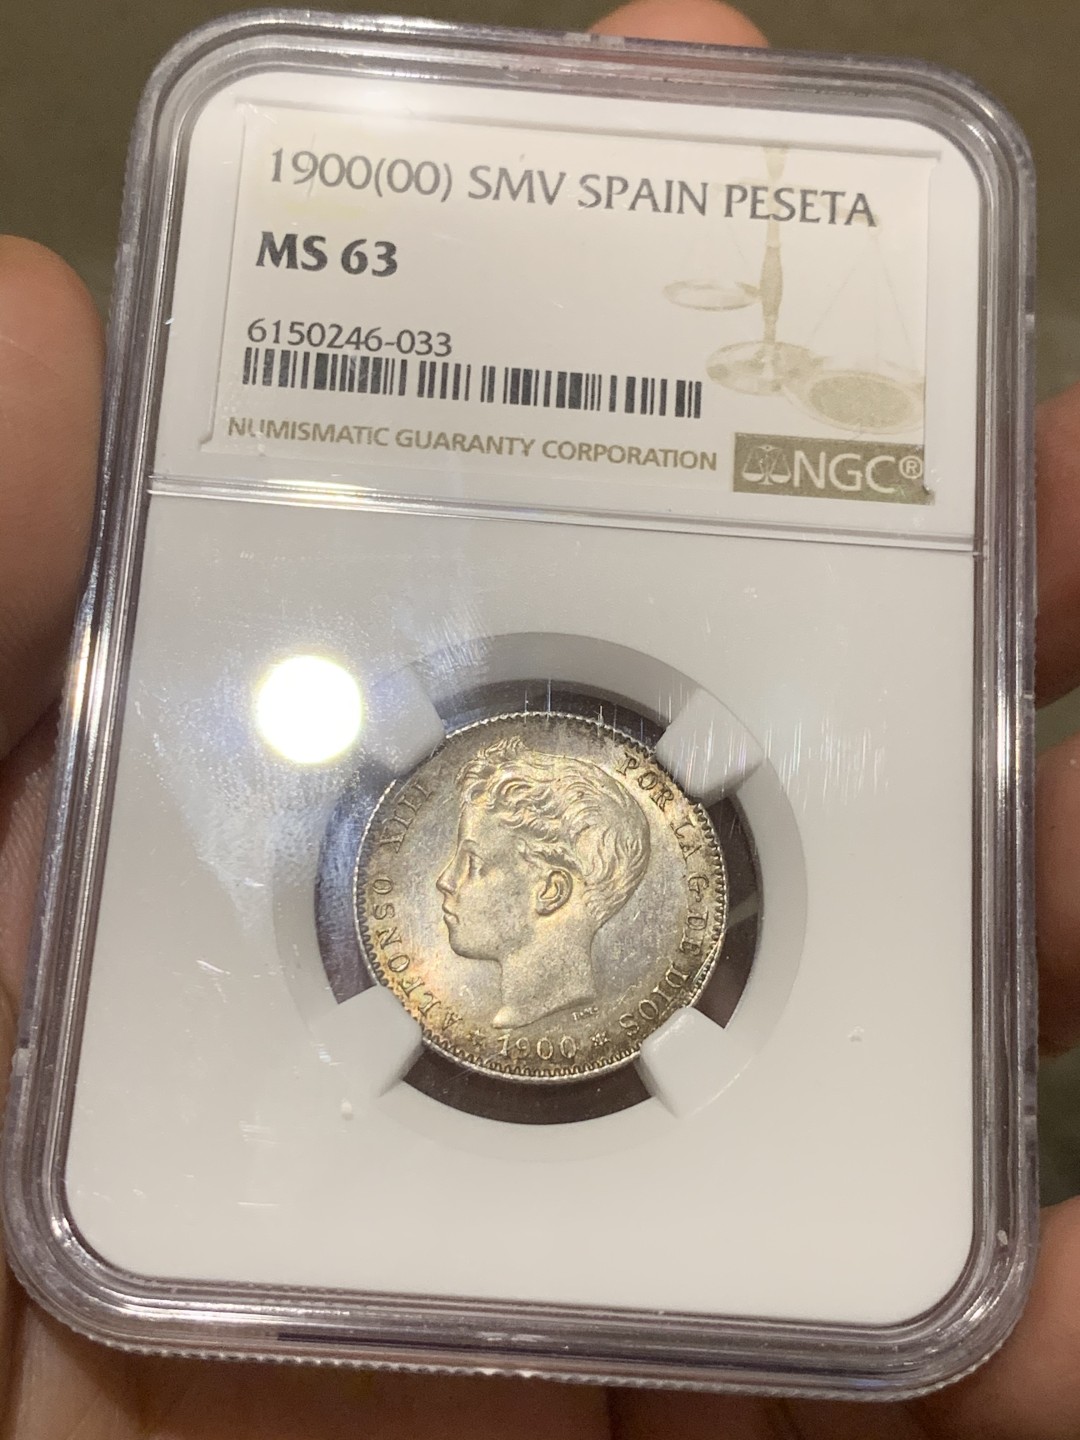 1900(00) SMV SPAIN PESETA
MS 63
6150246-033
NUMISMATIC GUARANTY CORPORATION
NGC®
ALFONSO XIII POR LA G. DE DIOS
* 1900 *